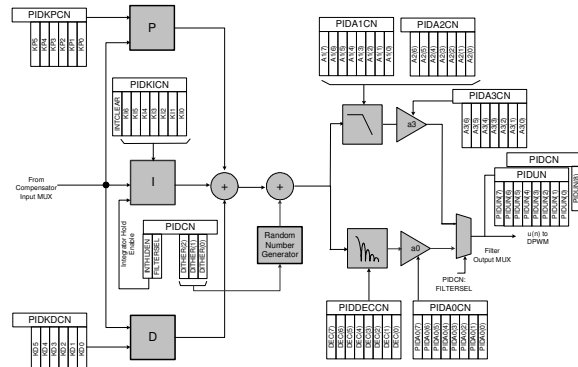 PIDKPCN
KP5
KP4
KP3
KP2
KP1
KP0
P
PIDKICN
INTCLEAR
KI6
KI5
KI4
KI3
KI2
KI1
KI0
From
Compensator
Input MUX
I
+
+
Integrator Hold
Enable
PIDCN
INTHLDEN
FILTERSEL
DITHER(2)
DITHER(1)
DITHER(0)
Random
Number
Generator
PIDKDCN
KD5
KD4
KD3
KD2
KD1
KD0
D
PIDA1CN
A1(7)
A1(6)
A1(5)
A1(4)
A1(3)
A1(2)
A1(1)
A1(0)
PIDA2CN
A2(6)
A2(5)
A2(4)
A2(3)
A2(2)
A2(1)
A2(0)
a3
PIDA3CN
A3(6)
A3(5)
A3(4)
A3(3)
A3(2)
A3(1)
A3(0)
PIDCN
PIDUN(8)
PIDUN
PIDUN(7)
PIDUN(6)
PIDUN(5)
PIDUN(4)
PIDUN(3)
PIDUN(2)
PIDUN(1)
PIDUN(0)
a0
u(n) to
DPWM
Filter
Output MUX
PIDCN:
FILTERSEL
PIDDECCN
DEC(7)
DEC(6)
DEC(5)
DEC(4)
DEC(3)
DEC(2)
DEC(1)
DEC(0)
PIDA0CN
PIDA0(7)
PIDA0(6)
PIDA0(5)
PIDA0(4)
PIDA0(3)
PIDA0(2)
PIDA0(1)
PIDA0(0)